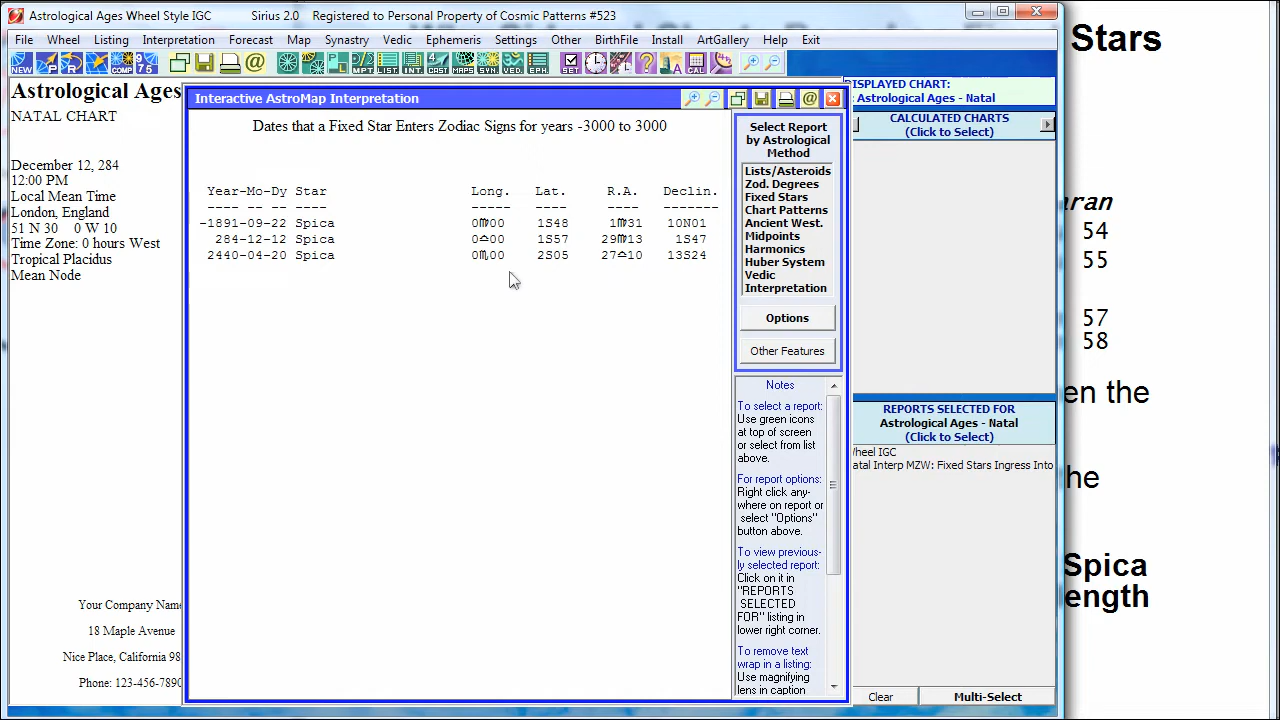 Astrological Ages Wheel Style IGC Sirius 2.0 Registered to Personal Property of Cosmic Patterns #523
File Wheel Listing Interpretation Forecast Map Synastry Vedic Ephemeris Settings Other BirthFile Install ArtGallery Help Exit
Astrological Ages
NATAL CHART
December 12, 284
12:00 PM
Local Mean Time
London, England
51 N 30 0 W 10
Time Zone: 0 hours West
Tropical Placidus
Mean Node
Your Company Name
18 Maple Avenue
Nice Place, California 98
Phone: 123-456-7890
Interactive AstroMap Interpretation
Dates that a Fixed Star Enters Zodiac Signs for years -3000 to 3000
Year-Mo-Dy Star Long. Lat. R.A. Declin.
---- -- -- ---- ----- ---- ---- -------
-1891-09-22 Spica 0♍00 1S48 1♍31 10N01
284-12-12 Spica 0♎00 1S57 29♍13 1S47
2440-04-20 Spica 0♏00 2S05 27♎10 13S24
Select Report
by Astrological
Method
Lists/Asteroids
Zod. Degrees
Fixed Stars
Chart Patterns
Ancient West.
Midpoints
Harmonics
Huber System
Vedic
Interpretation
Options
Other Features
Notes
To select a report:
Use green icons
at top of screen
or select from list
above.
For report options:
Right click any-
where on report or
select "Options"
button above.
To view previous-
ly selected report:
Click on it in
"REPORTS
SELECTED
FOR" listing in
lower right corner.
To remove text
wrap in a listing:
Use magnifying
lens in caption
DISPLAYED CHART:
Astrological Ages - Natal
CALCULATED CHARTS
(Click to Select)
REPORTS SELECTED FOR
Astrological Ages - Natal
(Click to Select)
Wheel IGC
atal Interp MZW: Fixed Stars Ingress Into
Clear Multi-Select
Stars
ran
54
55
57
58
en the
he
Spica
ength